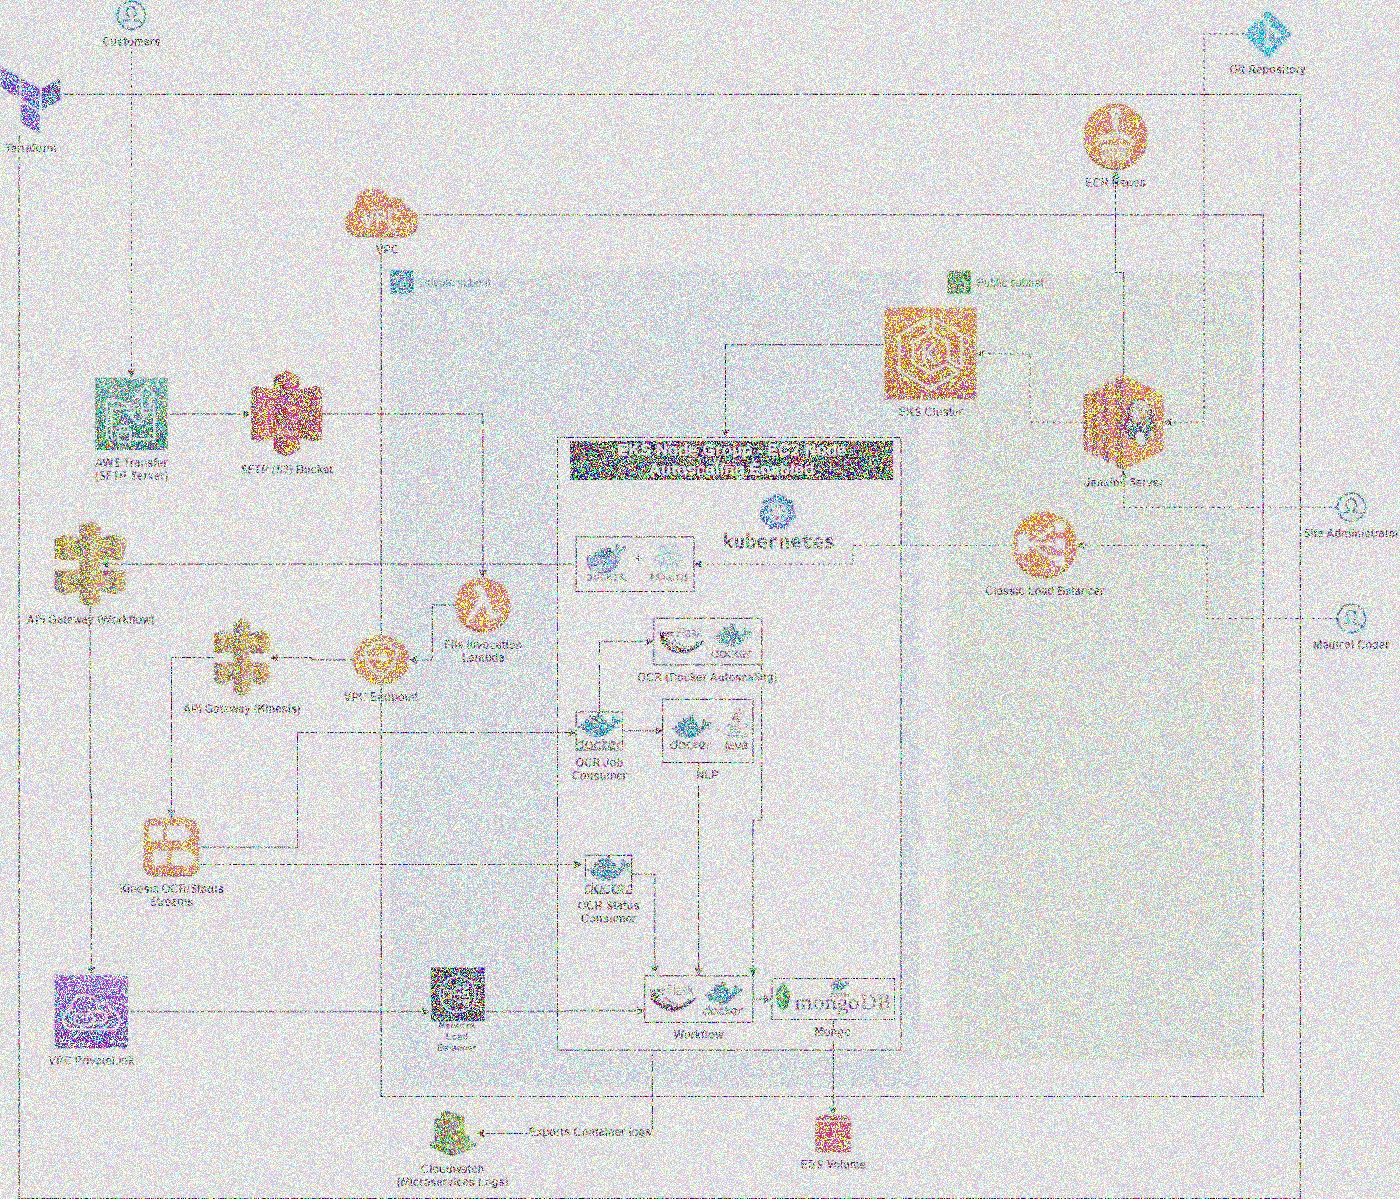 Customers
Git Repository
Terraform
ECR Repos
VPC
VPC
Private subnet
Public subnet
EKS Cluster
AWS Transfer
(SFTP Server)
SFTP (S3) Bucket
Jenkins Server
EKS Node Group - EC2 Node
Autoscaling Enabled
kubernetes
Site Administrator
docker
Classic Load Balancer
API Gateway (Workflow)
Invocation
Lambda
Medical Coder
docker
OCR (Docker Autoscaling)
VPC Endpoint
API Gateway (Kinesis)
docker
docker
Java
OCR Job
Consumer
NLP
docker
Kinesis OCR/Status
Streams
OCR Status
Consumer
docker
mongoDB
Workflow
Mongo
Network
Load
Balancer
VPC PrivateLink
Exports Container logs
Cloudwatch
(Microservices Logs)
EBS Volume